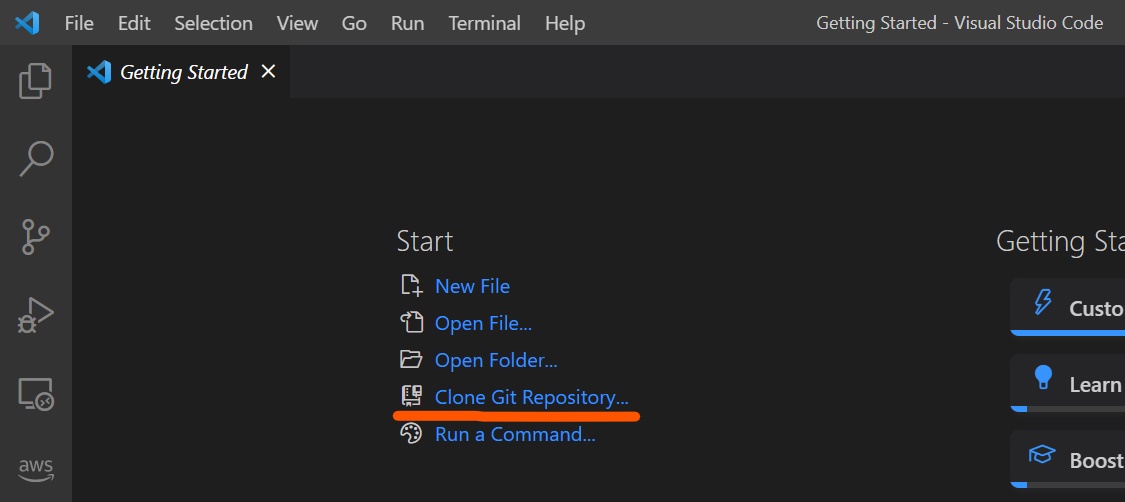 File Edit Selection View Go Run Terminal Help Getting Started - Visual Studio Code
Getting Started
aws
Start
New File
Open File...
Open Folder...
Clone Git Repository...
Run a Command...
Getting Sta
Custo
Learn
Boost